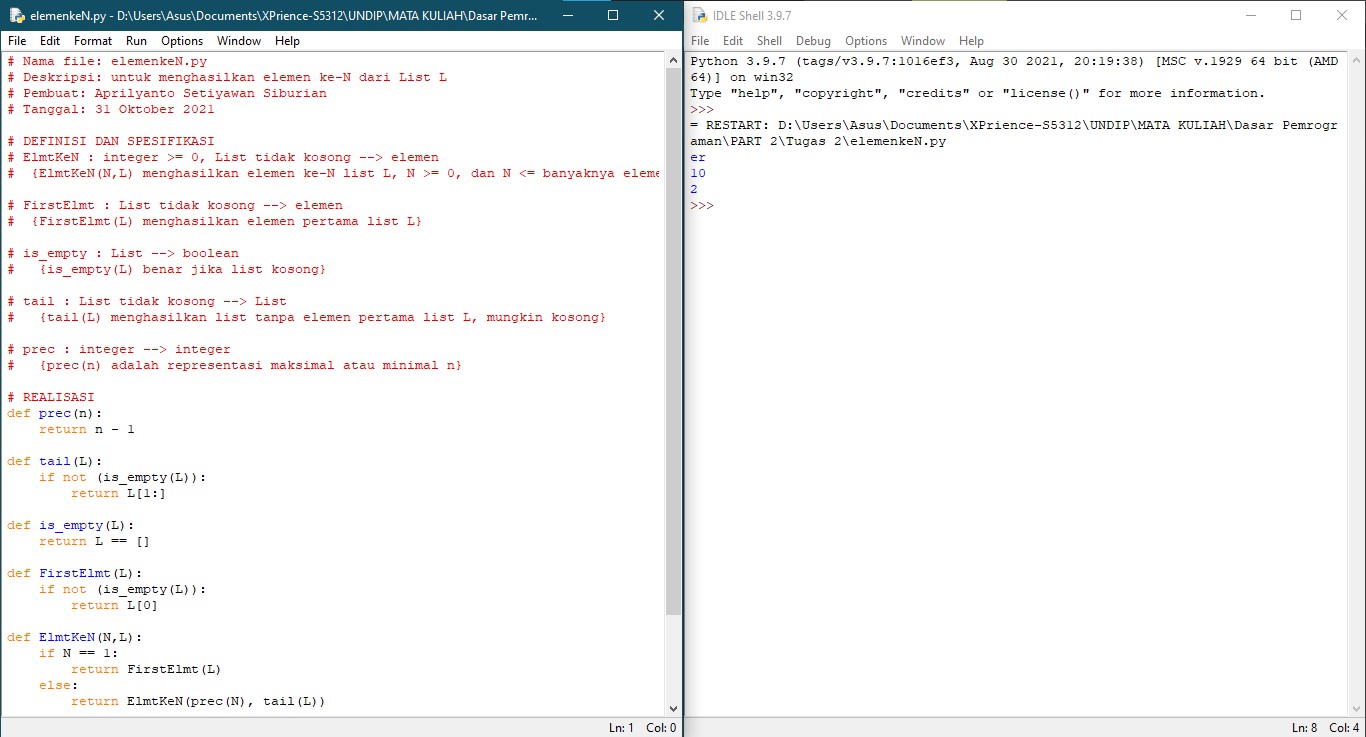 elemenkeN.py - D:\Users\Asus\Documents\XPrience-S5312\UNDIP\MATA KULIAH\Dasar Pemr...
File Edit Format Run Options Window Help
# Nama file: elemenkeN.py
# Deskripsi: untuk menghasilkan elemen ke-N dari List L
# Pembuat: Aprilyanto Setiyawan Siburian
# Tanggal: 31 Oktober 2021
# DEFINISI DAN SPESIFIKASI
# ElmtKeN : integer >= 0, List tidak kosong --> elemen
#  {ElmtKeN(N,L) menghasilkan elemen ke-N list L, N >= 0, dan N <= banyaknya eleme
# FirstElmt : List tidak kosong --> elemen
#  {FirstElmt(L) menghasilkan elemen pertama list L}
# is_empty : List --> boolean
#   {is_empty(L) benar jika list kosong}
# tail : List tidak kosong --> List
#   {tail(L) menghasilkan list tanpa elemen pertama list L, mungkin kosong}
# prec : integer --> integer
#   {prec(n) adalah representasi maksimal atau minimal n}
# REALISASI
def prec(n):
    return n - 1
def tail(L):
    if not (is_empty(L)):
        return L[1:]
def is_empty(L):
    return L == []
def FirstElmt(L):
    if not (is_empty(L)):
        return L[0]
def ElmtKeN(N,L):
    if N == 1:
        return FirstElmt(L)
    else:
        return ElmtKeN(prec(N), tail(L))
Ln: 1 Col: 0
IDLE Shell 3.9.7
File Edit Shell Debug Options Window Help
Python 3.9.7 (tags/v3.9.7:1016ef3, Aug 30 2021, 20:19:38) [MSC v.1929 64 bit (AMD
64)] on win32
Type "help", "copyright", "credits" or "license()" for more information.
>>>
= RESTART: D:\Users\Asus\Documents\XPrience-S5312\UNDIP\MATA KULIAH\Dasar Pemrogr
aman\PART 2\Tugas 2\elemenkeN.py
er
10
2
>>>
Ln: 8 Col: 4